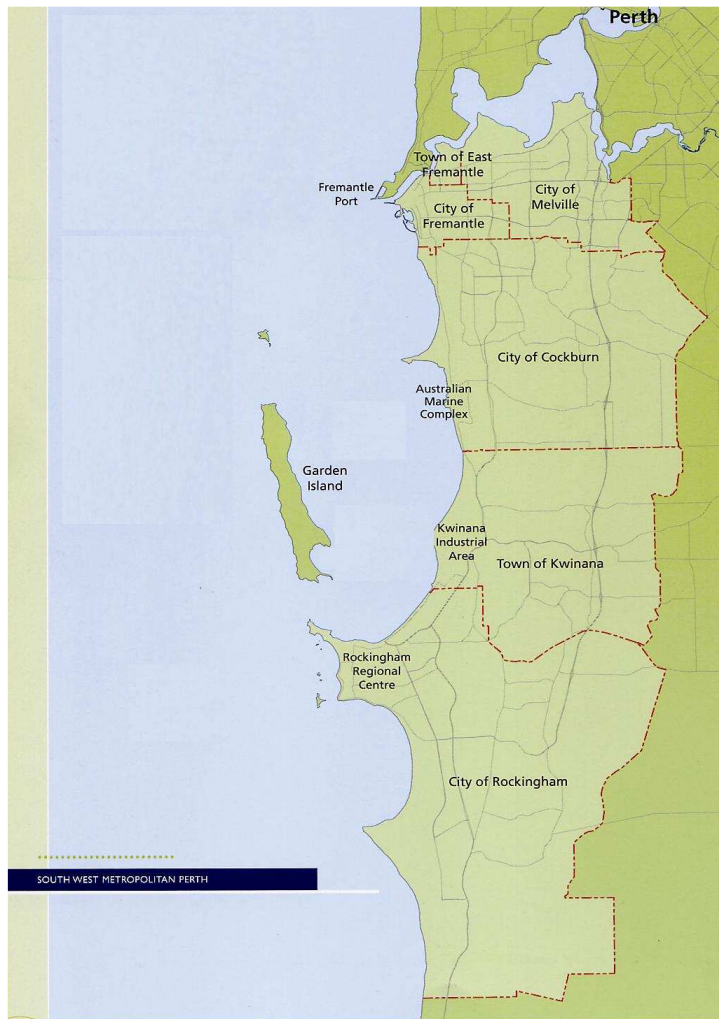 Perth
Town of East
Fremantle
Fremantle
Port
City of
Melville
City of
Fremantle
City of Cockburn
Australian
Marine
Complex
Garden
Island
Kwinana
Industrial
Area
Town of Kwinana
Rockingham
Regional
Centre
City of Rockingham
SOUTH WEST METROPOLITAN PERTH